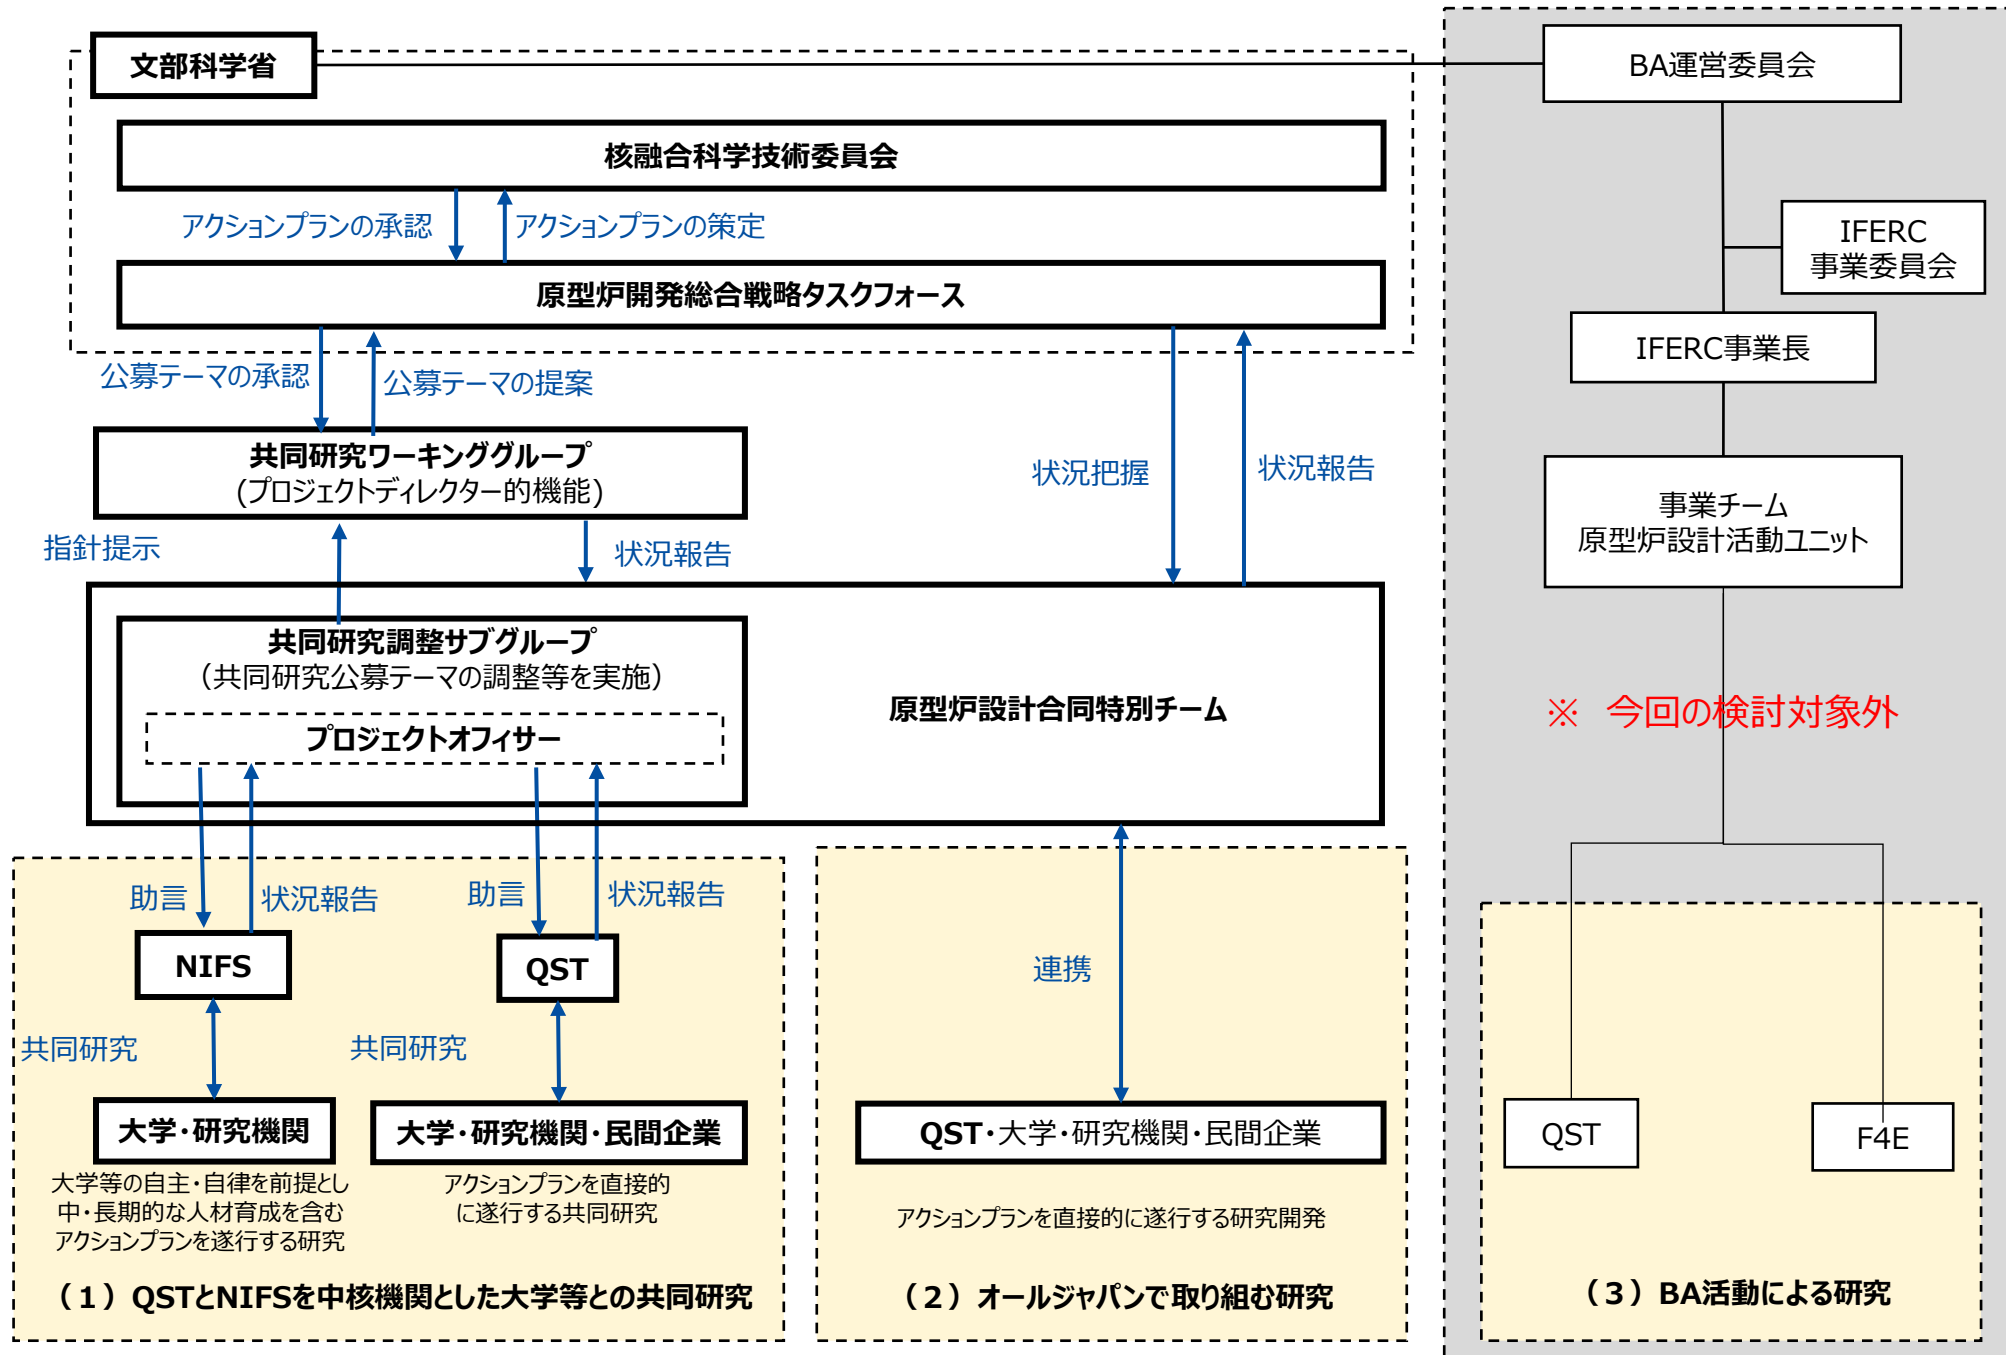 文部科学省
BA運営委員会
核融合科学技術委員会
アクションプランの承認
アクションプランの策定
IFERC
事業委員会
原型炉開発総合戦略タスクフォース
IFERC事業長
公募テーマの承認
公募テーマの提案
共同研究ワーキンググループ
(プロジェクトディレクター的機能)
状況把握
状況報告
事業チーム
原型炉設計活動ユニット
指針提示
状況報告
共同研究調整サブグループ
（共同研究公募テーマの調整等を実施）
プロジェクトオフィサー
原型炉設計合同特別チーム
※　今回の検討対象外
助言
状況報告
助言
状況報告
NIFS
QST
連携
共同研究
共同研究
大学・研究機関
大学・研究機関・民間企業
QST・大学・研究機関・民間企業
QST
F4E
大学等の自主・自律を前提とし
中・長期的な人材育成を含む
アクションプランを遂行する研究
アクションプランを直接的
に遂行する共同研究
アクションプランを直接的に遂行する研究開発
（１）QSTとNIFSを中核機関とした大学等との共同研究
（２）オールジャパンで取り組む研究
（３）BA活動による研究